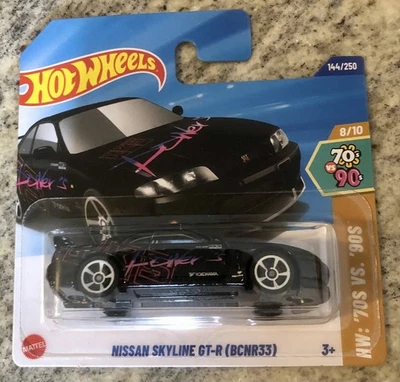 HOT WHEELS
144/250
8/10
70s
VS
90s
HW: '70S VS. '90S
YOKOHAMA
MATTEL
NISSAN SKYLINE GT-R (BCNR33)
3+